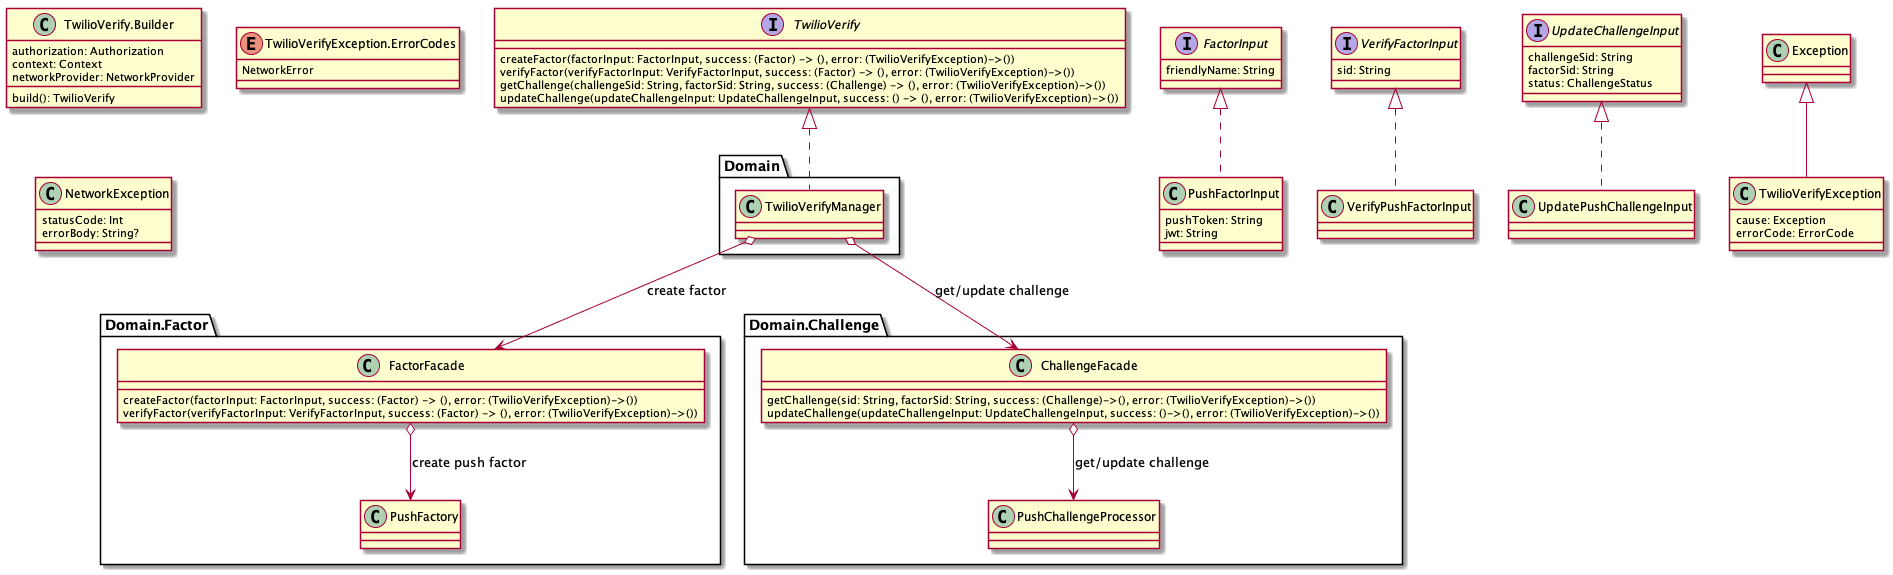 C TwilioVerify.Builder
authorization: Authorization
context: Context
networkProvider: NetworkProvider
build(): TwilioVerify
E TwilioVerifyException.ErrorCodes
NetworkError
I TwilioVerify
createFactor(factorInput: FactorInput, success: (Factor) -> (), error: (TwilioVerifyException)->())
verifyFactor(verifyFactorInput: VerifyFactorInput, success: (Factor) -> (), error: (TwilioVerifyException)->())
getChallenge(challengeSid: String, factorSid: String, success: (Challenge) -> (), error: (TwilioVerifyException)->())
updateChallenge(updateChallengeInput: UpdateChallengeInput, success: () -> (), error: (TwilioVerifyException)->())
I FactorInput
friendlyName: String
I VerifyFactorInput
sid: String
I UpdateChallengeInput
challengeSid: String
factorSid: String
status: ChallengeStatus
C Exception
C NetworkException
statusCode: Int
errorBody: String?
Domain
C TwilioVerifyManager
C PushFactorInput
pushToken: String
jwt: String
C VerifyPushFactorInput
C UpdatePushChallengeInput
C TwilioVerifyException
cause: Exception
errorCode: ErrorCode
create factor
get/update challenge
Domain.Factor
C FactorFacade
createFactor(factorInput: FactorInput, success: (Factor) -> (), error: (TwilioVerifyException)->())
verifyFactor(verifyFactorInput: VerifyFactorInput, success: (Factor) -> (), error: (TwilioVerifyException)->())
create push factor
C PushFactory
Domain.Challenge
C ChallengeFacade
getChallenge(sid: String, factorSid: String, success: (Challenge)->(), error: (TwilioVerifyException)->())
updateChallenge(updateChallengeInput: UpdateChallengeInput, success: ()->(), error: (TwilioVerifyException)->())
get/update challenge
C PushChallengeProcessor